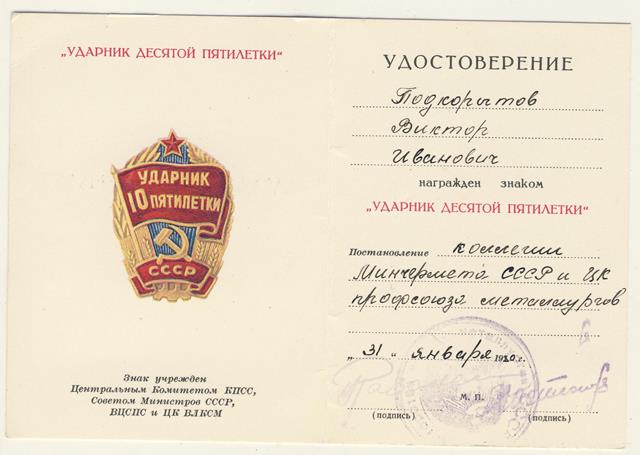 „УДАРНИК ДЕСЯТОЙ ПЯТИЛЕТКИ“
УДАРНИК
10 ПЯТИЛЕТКИ
СССР
Знак учрежден
Центральным Комитетом КПСС,
Советом Министров СССР,
ВЦСПС и ЦК ВЛКСМ
УДОСТОВЕРЕНИЕ
Подкорытов
Виктор
Иванович
награжден знаком
„УДАРНИК ДЕСЯТОЙ ПЯТИЛЕТКИ“
Постановление коллегии
Минчермета СССР и ЦК
профсоюза металлургов
„31“ января 1980 г.
М. П.
(подпись) (подпись)